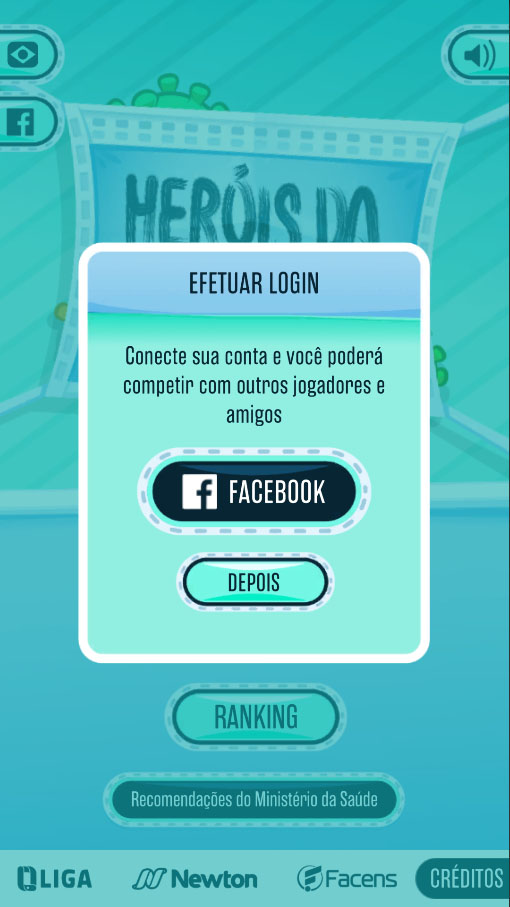 HERÓIS DA
EFETUAR LOGIN
Conecte sua conta e você poderá
competir com outros jogadores e
amigos
FACEBOOK
DEPOIS
RANKING
Recomendações do Ministério da Saúde
LIGA
Newton
Facens
CRÉDITOS